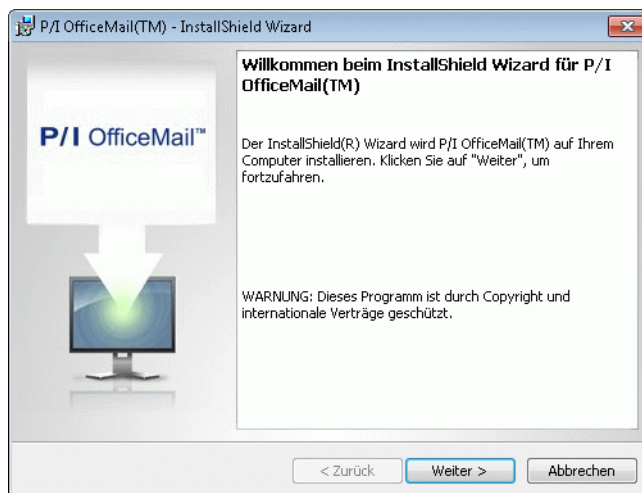 P/I OfficeMail(TM) - InstallShield Wizard
P/I OfficeMail™
Willkommen beim InstallShield Wizard für P/I
OfficeMail(TM)
Der InstallShield(R) Wizard wird P/I OfficeMail(TM) auf Ihrem
Computer installieren. Klicken Sie auf "Weiter", um
fortzufahren.
WARNUNG: Dieses Programm ist durch Copyright und
internationale Verträge geschützt.
< Zurück
Weiter >
Abbrechen